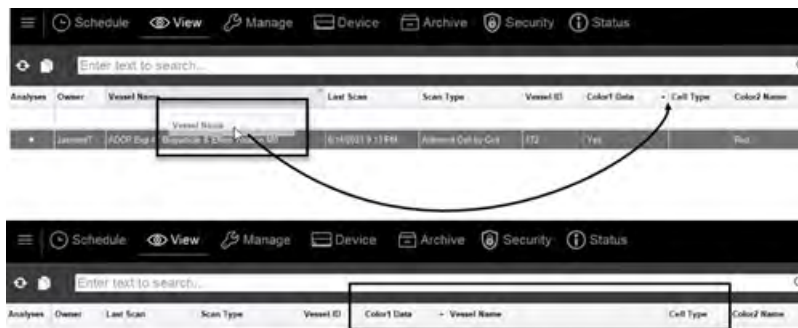 Schedule View Manage Device Archive Security Status
Enter text to search...
Analyses Owner Vessel Name Last Scan Scan Type Vessel ID Color1 Data Cell Type Color2 Name
Vessel Name
6/14/2021 9:13 PM Yes Red
Schedule View Manage Device Archive Security Status
Enter text to search...
Analyses Owner Last Scan Scan Type Vessel ID Color1 Data Vessel Name Cell Type Color2 Name